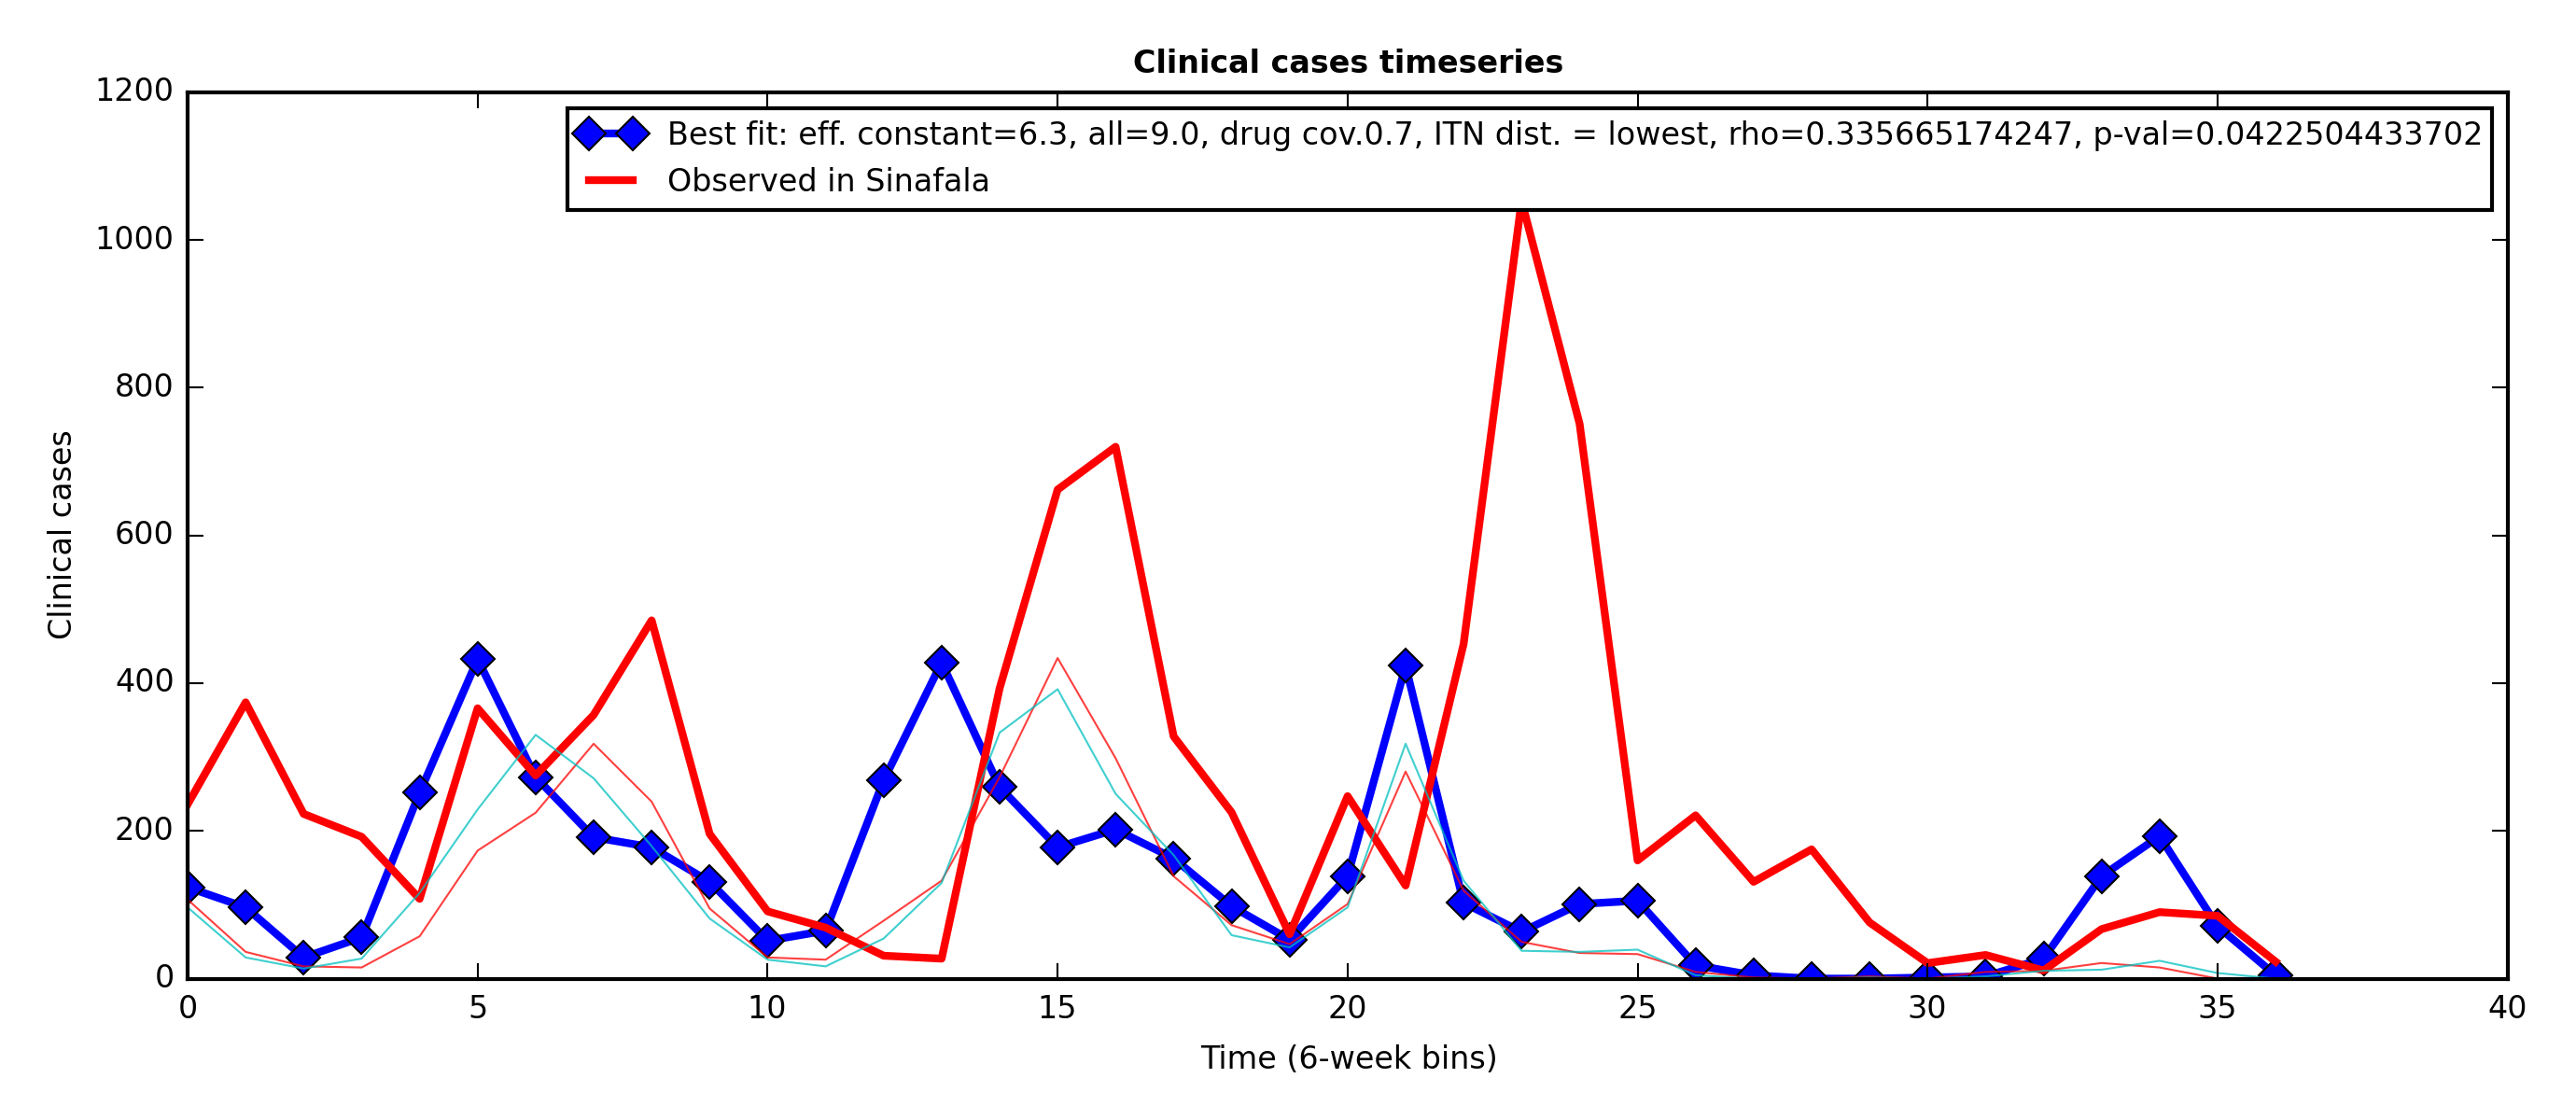 Clinical cases timeseries
1200
1000
800
600
400
200
0
Clinical cases
Best fit: eff. constant=6.3, all=9.0, drug cov.0.7, ITN dist. = lowest, rho=0.335665174247, p-val=0.0422504433702
Observed in Sinafala
0 5 10 15 20 25 30 35 40
Time (6-week bins)